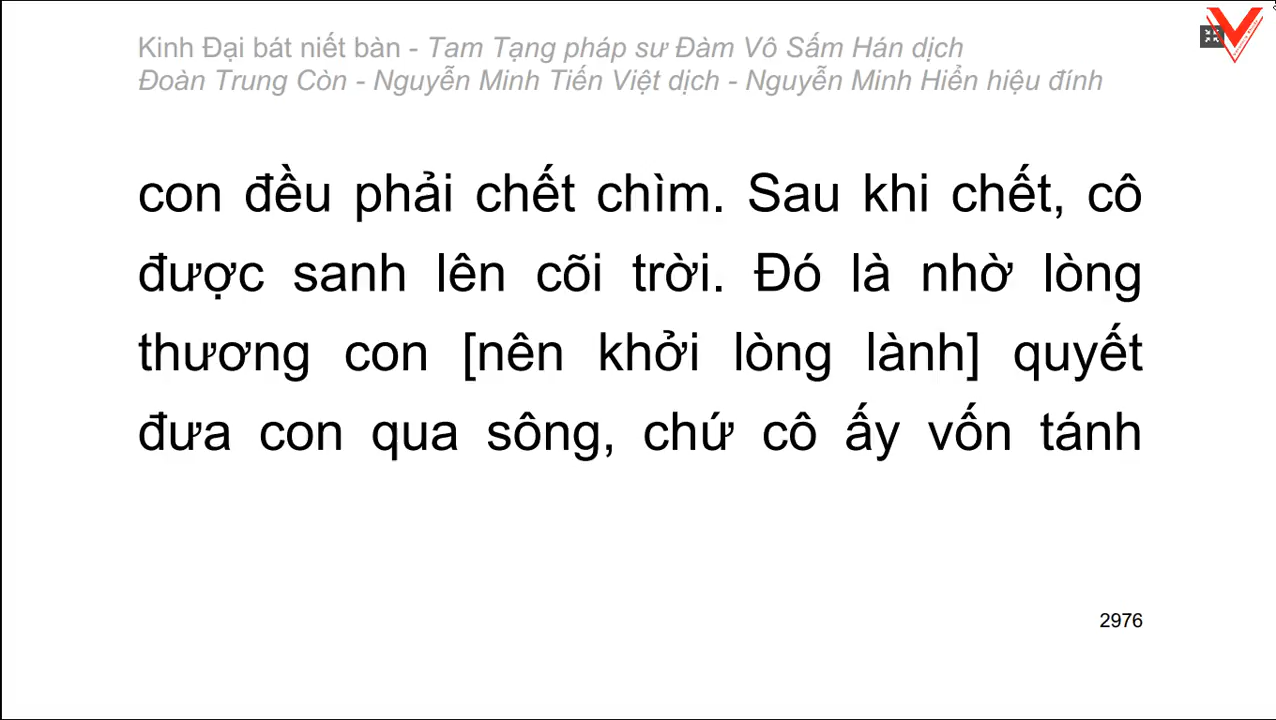 Kinh Đại bát niết bàn - Tam Tạng pháp sư Đàm Vô Sấm Hán dịch
Đoàn Trung Còn - Nguyễn Minh Tiến Việt dịch - Nguyễn Minh Hiển hiệu đính
con đều phải chết chìm. Sau khi chết, cô
được sanh lên cõi trời. Đó là nhờ lòng
thương con [nên khởi lòng lành] quyết
đưa con qua sông, chứ cô ấy vốn tánh
2976